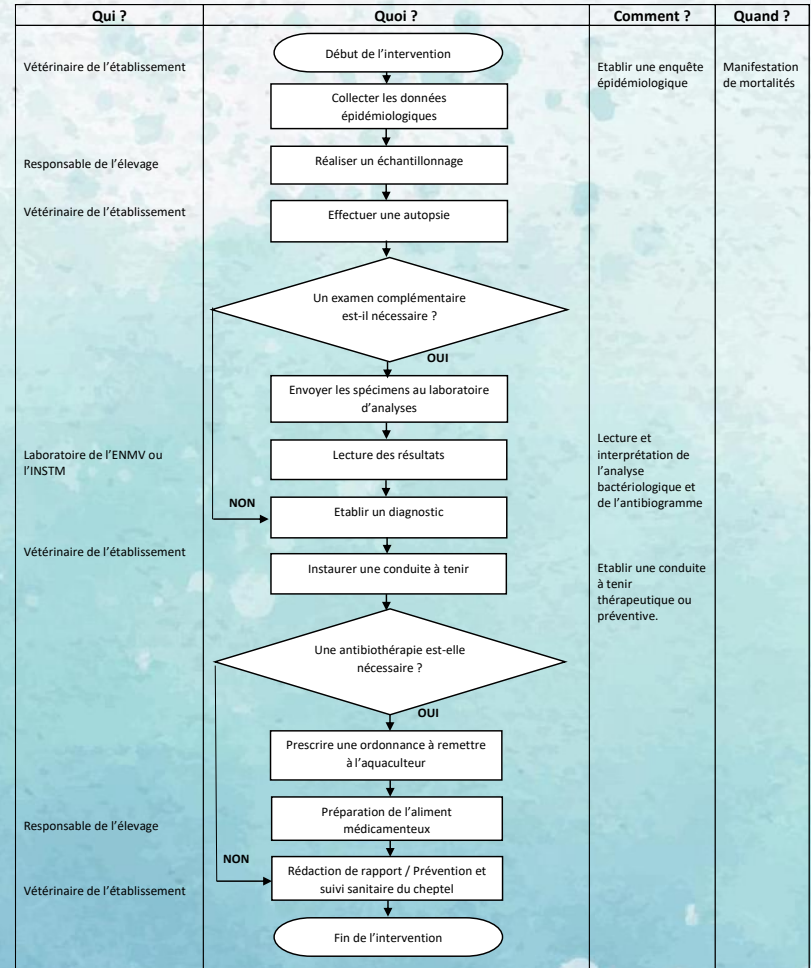 Qui ?
Quoi ?
Comment ?
Quand ?
Début de l'intervention
Vétérinaire de l'établissement
Etablir une enquête
épidémiologique
Manifestation
de mortalités
Collecter les données
épidémiologiques
Responsable de l'élevage
Réaliser un échantillonnage
Vétérinaire de l'établissement
Effectuer une autopsie
Un examen complémentaire
est-il nécessaire ?
OUI
Envoyer les spécimens au laboratoire
d'analyses
Laboratoire de l'ENMV ou
l'INSTM
Lecture des résultats
Lecture et
interprétation de
l'analyse
bactériologique et
de l'antibiogramme
NON
Etablir un diagnostic
Vétérinaire de l'établissement
Instaurer une conduite à tenir
Etablir une conduite
à tenir
thérapeutique ou
préventive.
Une antibiothérapie est-elle
nécessaire ?
OUI
Prescrire une ordonnance à remettre
à l'aquaculteur
Responsable de l'élevage
Préparation de l'aliment
médicamenteux
NON
Vétérinaire de l'établissement
Rédaction de rapport / Prévention et
suivi sanitaire du cheptel
Fin de l'intervention